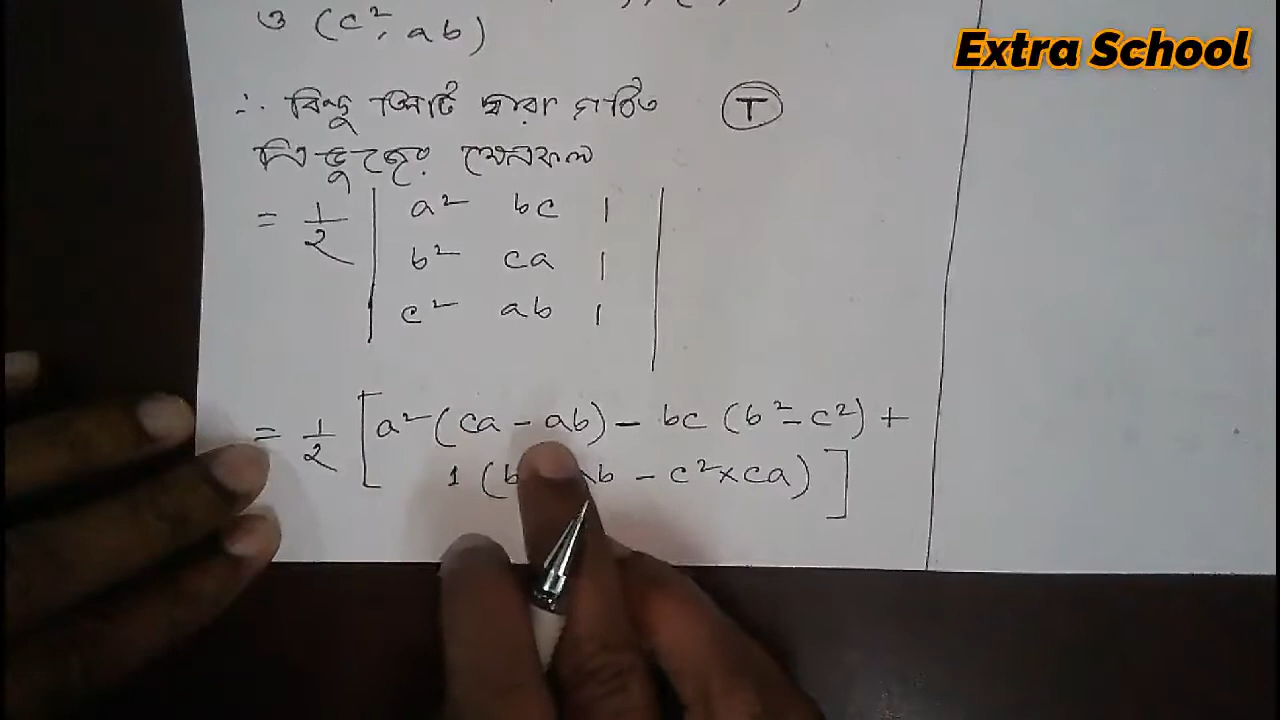 Extra School
ও (c², ab)
∴ বিন্দু তিনটি দ্বারা গঠিত T
ত্রিভুজের ক্ষেত্রফল
= 1/2 | a² bc 1 |
b² ca 1
c² ab 1
= 1/2 [ a² (ca - ab) - bc (b² - c²) +
1 (b ab - c² × ca) ]